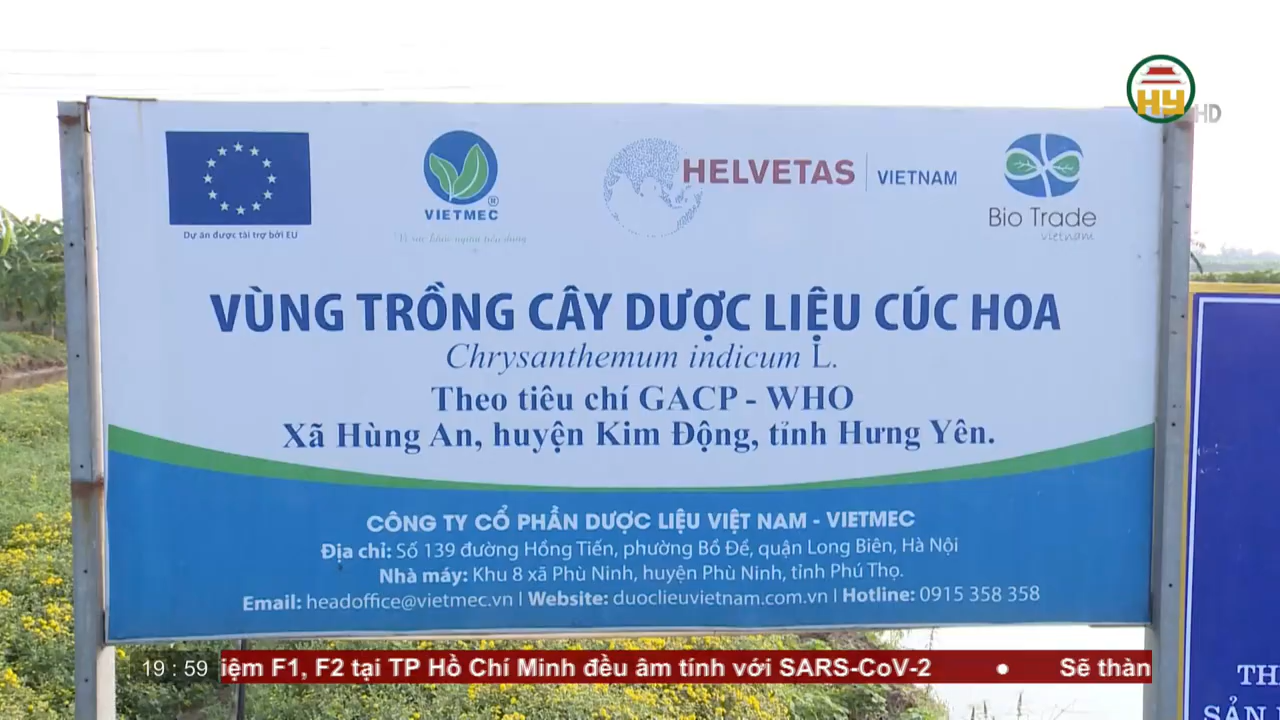 HY HD
Dự án được tài trợ bởi EU
VIETMEC
®
HELVETAS VIETNAM
Bio Trade
vietnam
VÙNG TRỒNG CÂY DƯỢC LIỆU CÚC HOA
Chrysanthemum indicum L.
Theo tiêu chí GACP - WHO
Xã Hùng An, huyện Kim Động, tỉnh Hưng Yên.
CÔNG TY CỔ PHẦN DƯỢC LIỆU VIỆT NAM - VIETMEC
Địa chỉ: Số 139 đường Hồng Tiến, phường Bồ Đề, quận Long Biên, Hà Nội
Nhà máy: Khu 8 xã Phù Ninh, huyện Phù Ninh, tỉnh Phú Thọ.
Email: headoffice@vietmec.vn | Website: duoclieuvietnam.com.vn | Hotline: 0915 358 358
19 : 59 iệm F1, F2 tại TP Hồ Chí Minh đều âm tính với SARS-CoV-2 ● Sẽ thàn
TH
SẢN